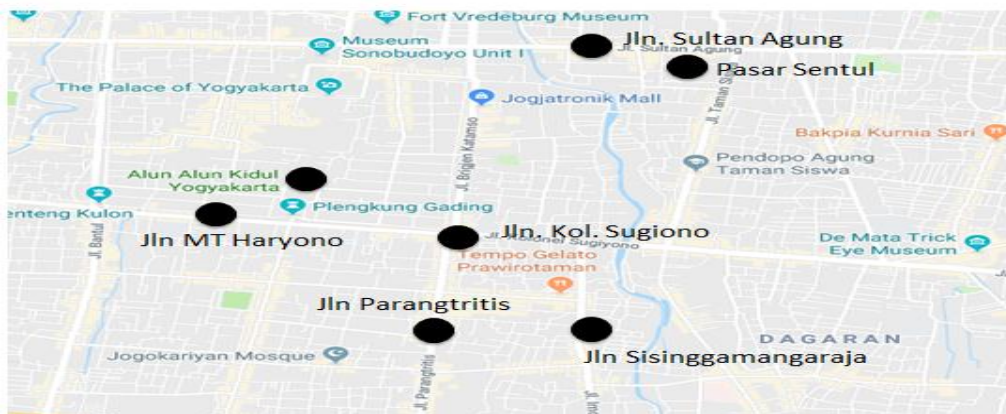 Fort Vredeburg Museum
Jln. Sultan Agung
Museum
Sonobudoyo Unit I
Jl. Sultan Agung
Pasar Sentul
The Palace of Yogyakarta
Jogjatronik Mall
Jl. Taman Siswa
Bakpia Kurnia Sari
Jl. Brigjen Katamso
Pendopo Agung
Taman Siswa
Alun Alun Kidul
Yogyakarta
enteng Kulon
Plengkung Gading
Jl. Bantul
Jln MT Haryono
Jln. Kol. Sugiono
Jl. Kolonel Sugiyono
De Mata Trick
Eye Museum
Tempo Gelato
Prawirotaman
Jln Parangtritis
DAGARAN
Jogokariyan Mosque
Jln Sisinggamangaraja
Jl. Parangtritis